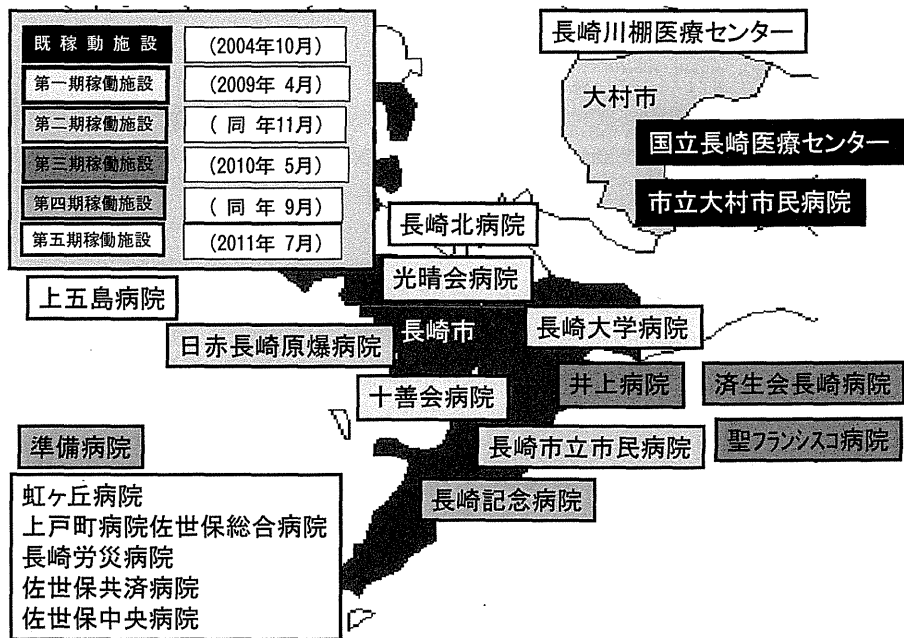 既稼動施設 (2004年10月)
第一期稼働施設 (2009年 4月)
第二期稼働施設 (同 年11月)
第三期稼働施設 (2010年 5月)
第四期稼働施設 (同 年 9月)
第五期稼働施設 (2011年 7月)
長崎川棚医療センター
大村市
国立長崎医療センター
市立大村市民病院
長崎北病院
光晴会病院
上五島病院
長崎市
長崎大学病院
日赤長崎原爆病院
十善会病院
井上病院
済生会長崎病院
長崎市立市民病院
聖フランシスコ病院
長崎記念病院
準備病院
虹ヶ丘病院
上戸町病院佐世保総合病院
長崎労災病院
佐世保共済病院
佐世保中央病院